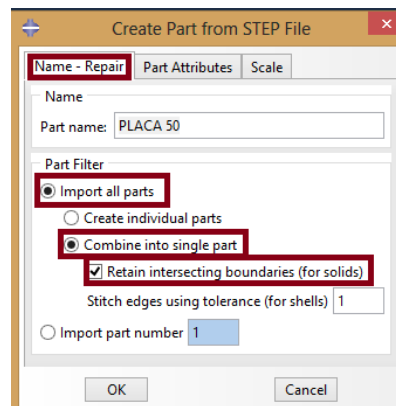 Create Part from STEP File
Name - Repair Part Attributes Scale
Name
Part name: PLACA 50
Part Filter
Import all parts
Create individual parts
Combine into single part
Retain intersecting boundaries (for solids)
Stitch edges using tolerance (for shells) 1
Import part number 1
OK Cancel